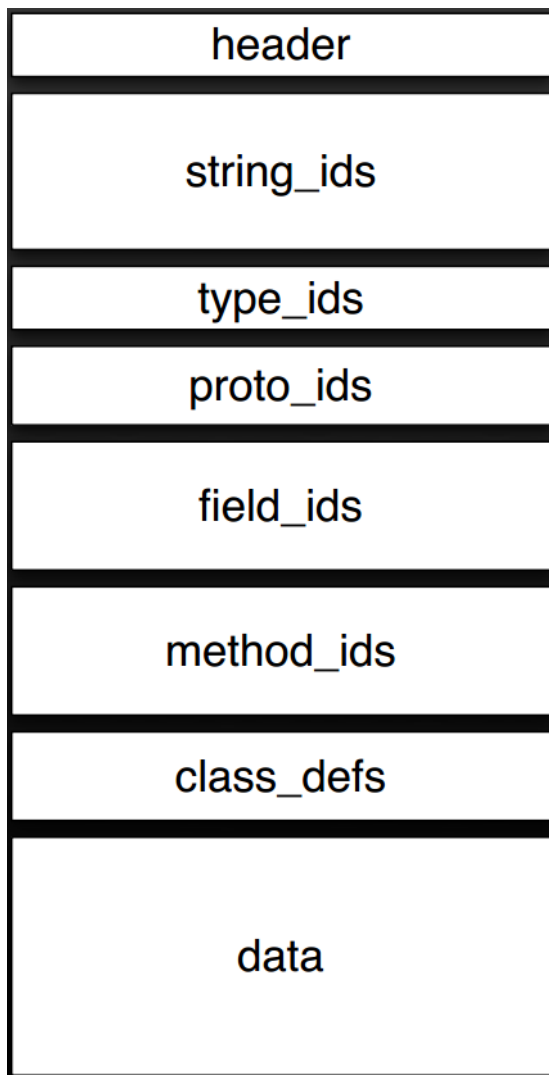 header
string_ids
type_ids
proto_ids
field_ids
method_ids
class_defs
data